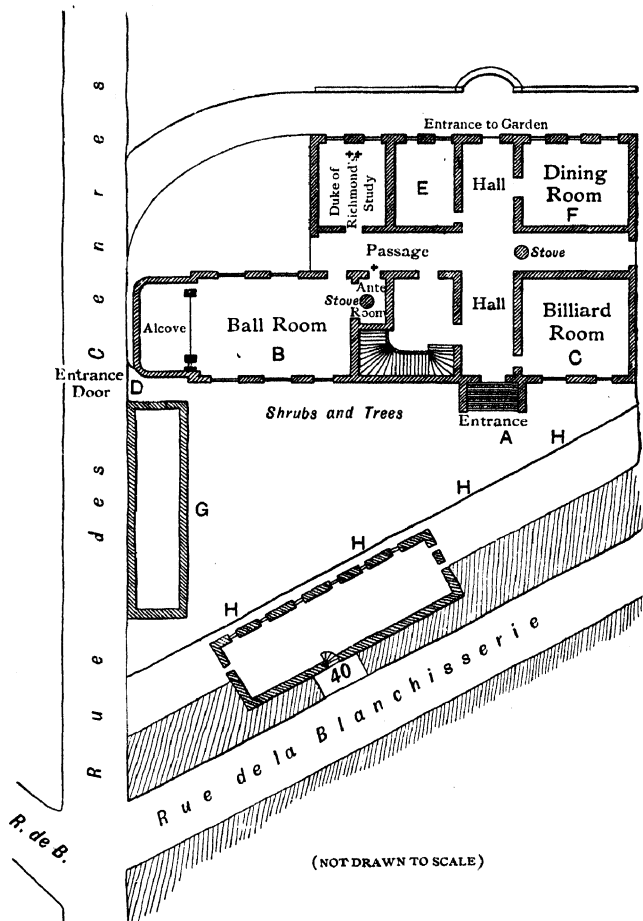 Entrance to Garden
Duke of
Richmond's
Study
E
Hall
Dining
Room
F
Passage
Stove
Ante
Room
Stove
Alcove
Ball Room
B
Hall
Billiard
Room
C
Entrance
Door
D
Shrubs and Trees
Entrance
A
H
H
H
H
G
40
Rue des Cendres
Rue de la Blanchisserie
R. de B.
(NOT DRAWN TO SCALE)